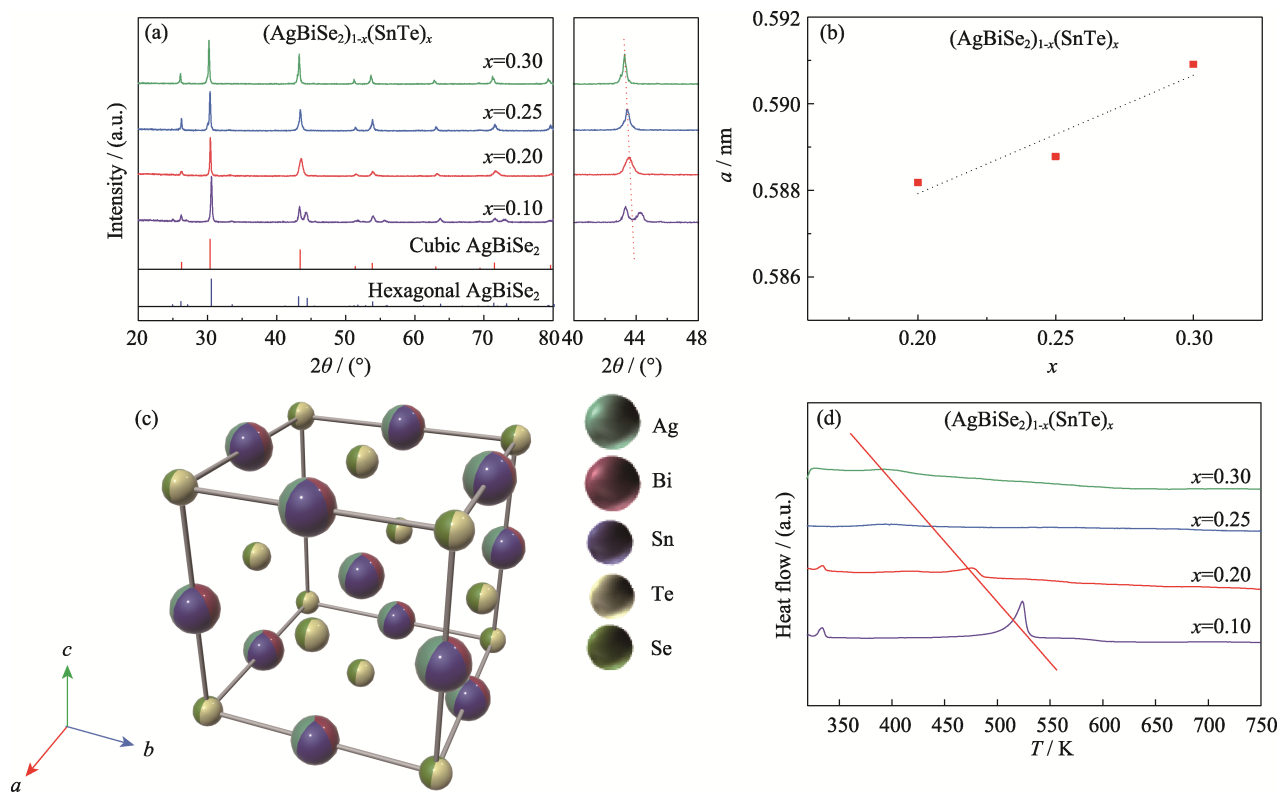 (a)
(AgBiSe₂)₁₋ₓ(SnTe)ₓ
x=0.30
x=0.25
x=0.20
x=0.10
Cubic AgBiSe₂
Hexagonal AgBiSe₂
Intensity / (a.u.)
20 30 40 50 60 70 80
2θ / (°)
40 44 48
2θ / (°)
(b)
(AgBiSe₂)₁₋ₓ(SnTe)ₓ
0.592
0.590
0.588
0.586
a / nm
0.20 0.25 0.30
x
(c)
Ag
Bi
Sn
Te
Se
c
b
a
(d)
(AgBiSe₂)₁₋ₓ(SnTe)ₓ
x=0.30
x=0.25
x=0.20
x=0.10
Heat flow / (a.u.)
350 400 450 500 550 600 650 700 750
T / K